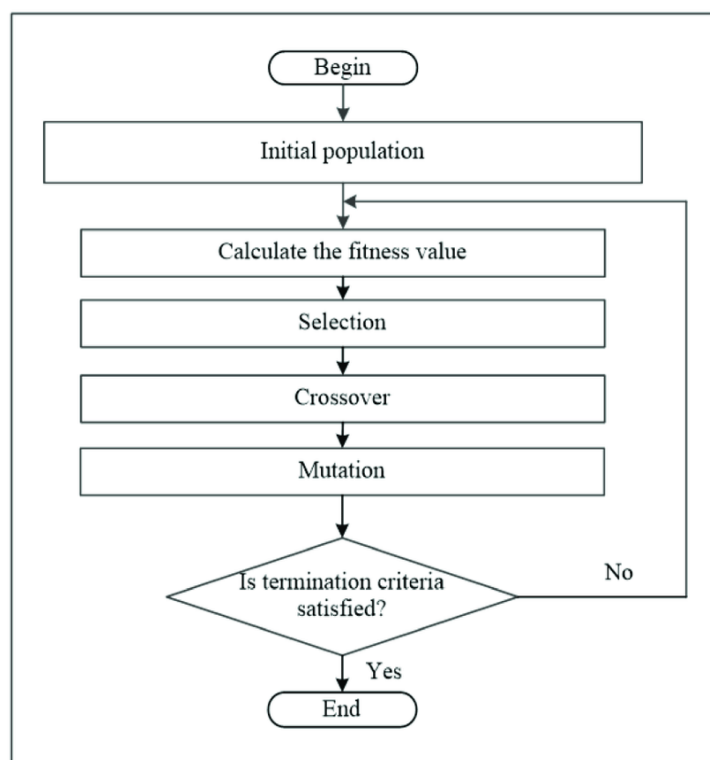 Begin
Initial population
Calculate the fitness value
Selection
Crossover
Mutation
Is termination criteria
satisfied?
No
Yes
End